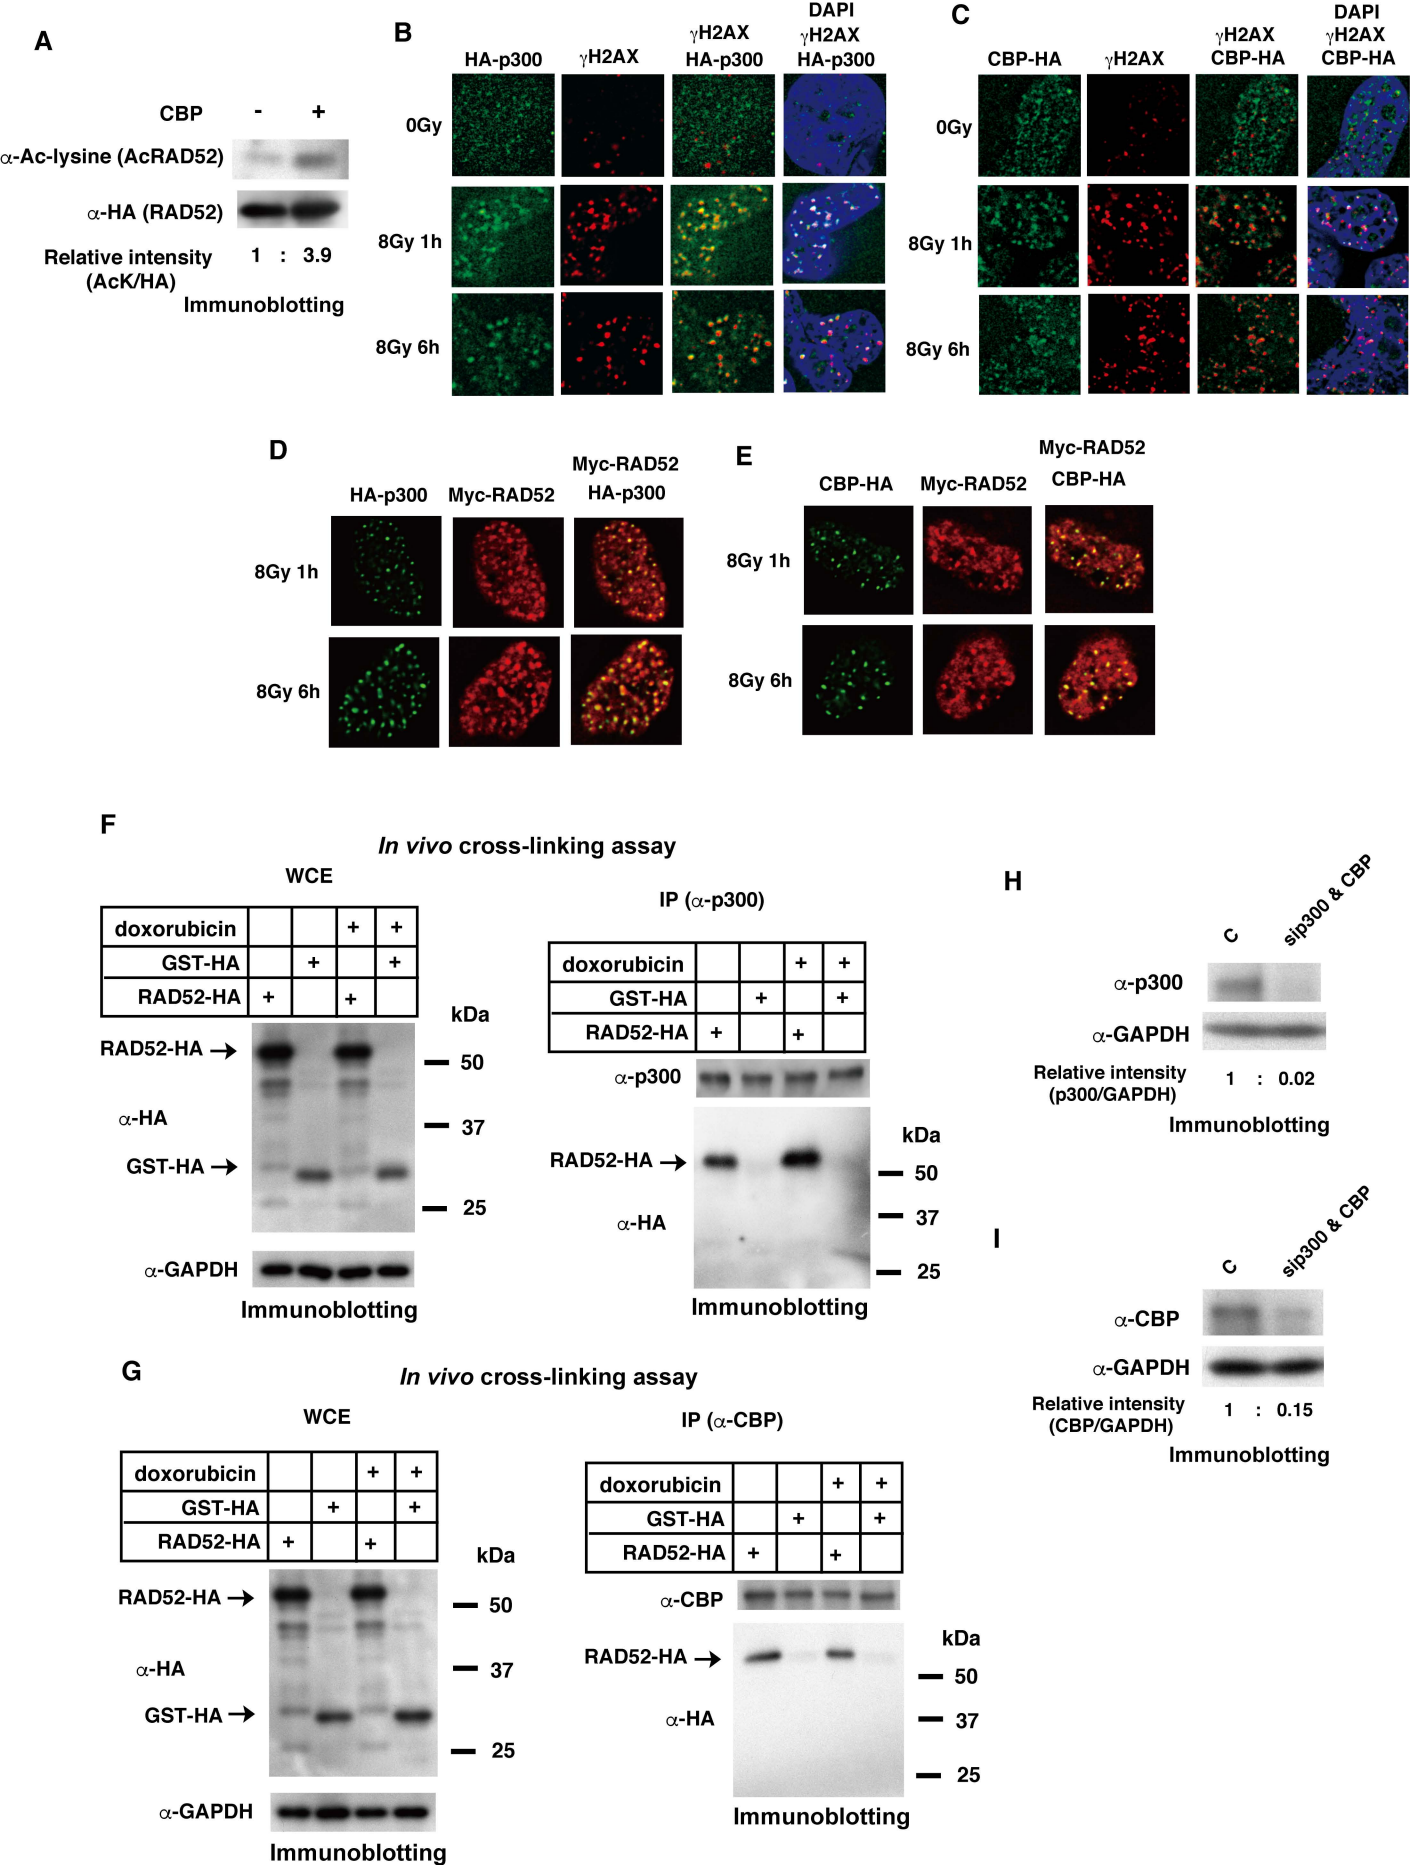 A
CBP - +
α-Ac-lysine (AcRAD52)
α-HA (RAD52)
Relative intensity 1 : 3.9
(AcK/HA)
Immunoblotting
B
HA-p300
γH2AX
γH2AX
HA-p300
DAPI
γH2AX
HA-p300
0Gy
8Gy 1h
8Gy 6h
C
CBP-HA
γH2AX
γH2AX
CBP-HA
DAPI
γH2AX
CBP-HA
0Gy
8Gy 1h
8Gy 6h
D
HA-p300
Myc-RAD52
Myc-RAD52
HA-p300
8Gy 1h
8Gy 6h
E
CBP-HA
Myc-RAD52
Myc-RAD52
CBP-HA
8Gy 1h
8Gy 6h
F
In vivo cross-linking assay
WCE
doxorubicin + +
GST-HA + +
RAD52-HA + +
kDa
RAD52-HA
50
α-HA
37
GST-HA
25
α-GAPDH
Immunoblotting
IP (α-p300)
doxorubicin + +
GST-HA + +
RAD52-HA + +
α-p300
kDa
RAD52-HA
50
37
α-HA
25
Immunoblotting
G
In vivo cross-linking assay
WCE
doxorubicin + +
GST-HA + +
RAD52-HA + +
kDa
RAD52-HA
50
α-HA
37
GST-HA
25
α-GAPDH
Immunoblotting
IP (α-CBP)
doxorubicin + +
GST-HA + +
RAD52-HA + +
α-CBP
kDa
RAD52-HA
50
α-HA
37
25
Immunoblotting
H
C
sip300 & CBP
α-p300
α-GAPDH
Relative intensity 1 : 0.02
(p300/GAPDH)
Immunoblotting
I
C
sip300 & CBP
α-CBP
α-GAPDH
Relative intensity 1 : 0.15
(CBP/GAPDH)
Immunoblotting